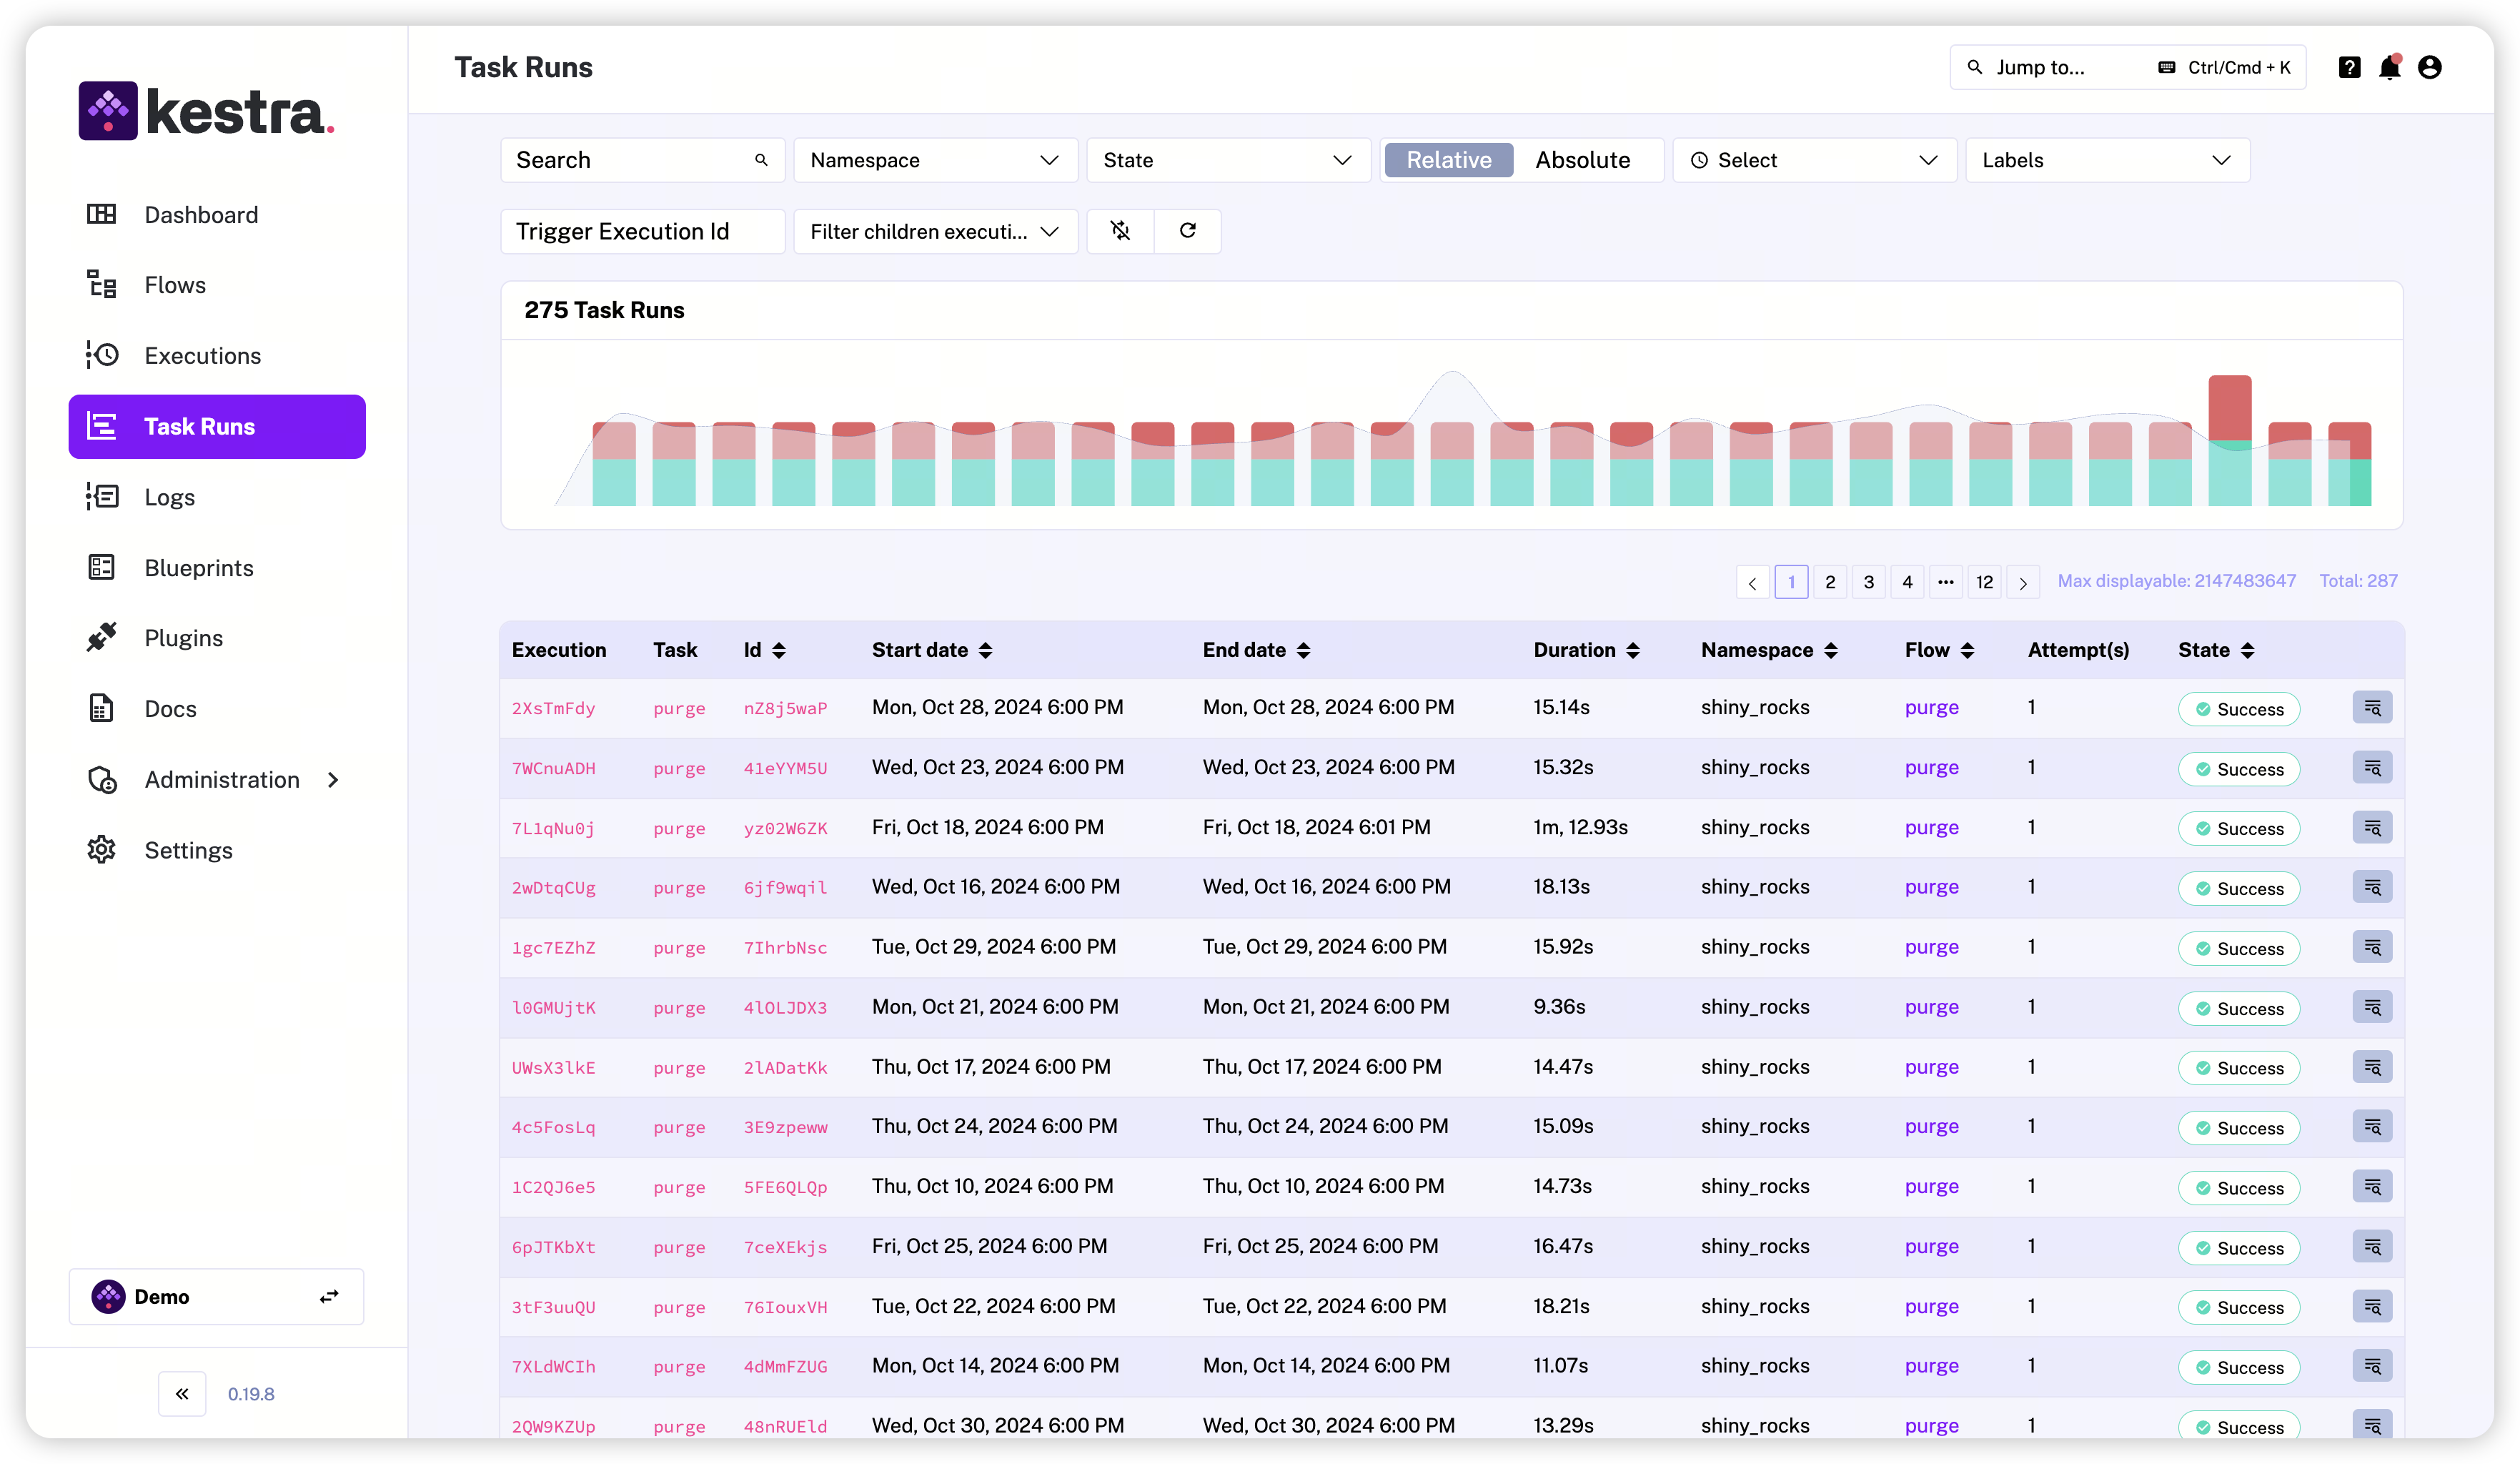 kestra.
Dashboard
Flows
Executions
Task Runs
Logs
Blueprints
Plugins
Docs
Administration
Settings
Demo
0.19.8
Task Runs
Jump to... Ctrl/Cmd + K
Search Namespace State Relative Absolute Select Labels
Trigger Execution Id Filter children executi...
275 Task Runs
1 2 3 4 ••• 12 Max displayable: 2147483647 Total: 287
Execution Task Id Start date End date Duration Namespace Flow Attempt(s) State
2XsTmFdy purge nZ8j5waP Mon, Oct 28, 2024 6:00 PM Mon, Oct 28, 2024 6:00 PM 15.14s shiny_rocks purge 1 Success
7WCnuADH purge 41eYYM5U Wed, Oct 23, 2024 6:00 PM Wed, Oct 23, 2024 6:00 PM 15.32s shiny_rocks purge 1 Success
7L1qNu0j purge yz02W6ZK Fri, Oct 18, 2024 6:00 PM Fri, Oct 18, 2024 6:01 PM 1m, 12.93s shiny_rocks purge 1 Success
2wDtqCUg purge 6jf9wqil Wed, Oct 16, 2024 6:00 PM Wed, Oct 16, 2024 6:00 PM 18.13s shiny_rocks purge 1 Success
1gc7EZhZ purge 7IhrbNsc Tue, Oct 29, 2024 6:00 PM Tue, Oct 29, 2024 6:00 PM 15.92s shiny_rocks purge 1 Success
l0GMUjtK purge 4lOLJDX3 Mon, Oct 21, 2024 6:00 PM Mon, Oct 21, 2024 6:00 PM 9.36s shiny_rocks purge 1 Success
UWsX3lkE purge 2lADatKk Thu, Oct 17, 2024 6:00 PM Thu, Oct 17, 2024 6:00 PM 14.47s shiny_rocks purge 1 Success
4c5FosLq purge 3E9zpeww Thu, Oct 24, 2024 6:00 PM Thu, Oct 24, 2024 6:00 PM 15.09s shiny_rocks purge 1 Success
1C2QJ6e5 purge 5FE6QLQp Thu, Oct 10, 2024 6:00 PM Thu, Oct 10, 2024 6:00 PM 14.73s shiny_rocks purge 1 Success
6pJTKbXt purge 7ceXEkjs Fri, Oct 25, 2024 6:00 PM Fri, Oct 25, 2024 6:00 PM 16.47s shiny_rocks purge 1 Success
3tF3uuQU purge 76IouxVH Tue, Oct 22, 2024 6:00 PM Tue, Oct 22, 2024 6:00 PM 18.21s shiny_rocks purge 1 Success
7XLdWCIh purge 4dMmFZUG Mon, Oct 14, 2024 6:00 PM Mon, Oct 14, 2024 6:00 PM 11.07s shiny_rocks purge 1 Success
2QW9KZUp purge 48nRUEld Wed, Oct 30, 2024 6:00 PM Wed, Oct 30, 2024 6:00 PM 13.29s shiny_rocks purge 1 Success